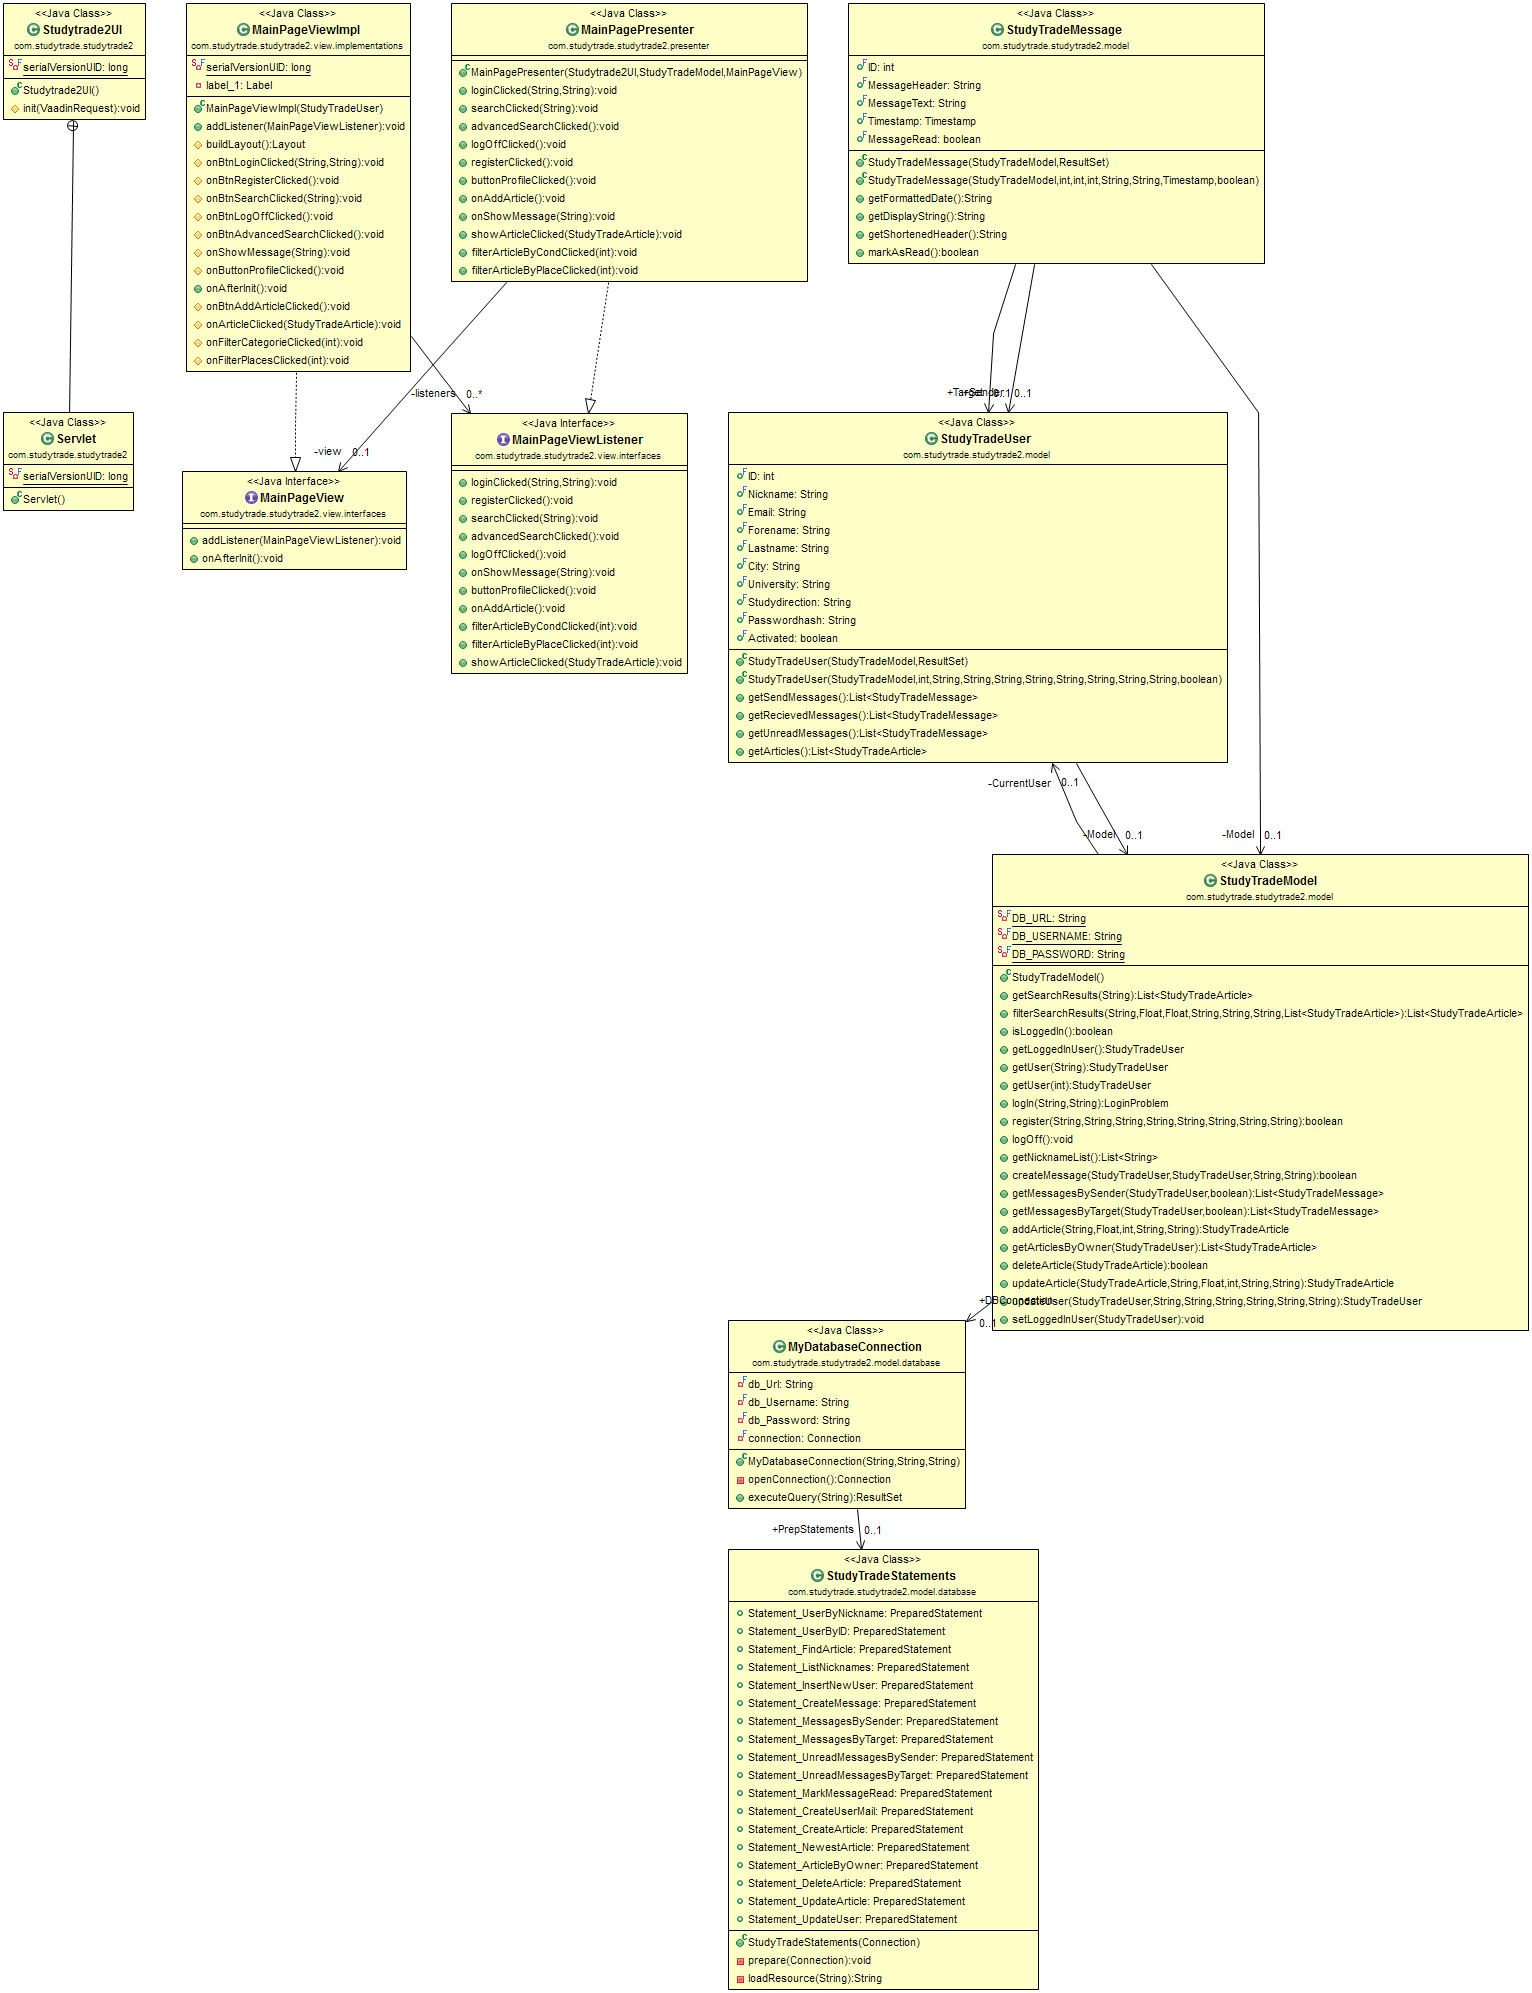 <<Java Class>>
Studytrade2UI
com.studytrade.studytrade2
serialVersionUID: long
Studytrade2UI()
init(VaadinRequest):void
<<Java Class>>
MainPageViewImpl
com.studytrade.studytrade2.view.implementations
serialVersionUID: long
label_1: Label
MainPageViewImpl(StudyTradeUser)
addListener(MainPageViewListener):void
buildLayout():Layout
onBtnLoginClicked(String,String):void
onBtnRegisterClicked():void
onBtnSearchClicked(String):void
onBtnLogOffClicked():void
onBtnAdvancedSearchClicked():void
onShowMessage(String):void
onButtonProfileClicked():void
onAfterInit():void
onBtnAddArticleClicked():void
onArticleClicked(StudyTradeArticle):void
onFilterCategorieClicked(int):void
onFilterPlacesClicked(int):void
<<Java Class>>
MainPagePresenter
com.studytrade.studytrade2.presenter
MainPagePresenter(Studytrade2UI,StudyTradeModel,MainPageView)
loginClicked(String,String):void
searchClicked(String):void
advancedSearchClicked():void
logOffClicked():void
registerClicked():void
buttonProfileClicked():void
onAddArticle():void
onShowMessage(String):void
showArticleClicked(StudyTradeArticle):void
filterArticleByCondClicked(int):void
filterArticleByPlaceClicked(int):void
<<Java Class>>
StudyTradeMessage
com.studytrade.studytrade2.model
ID: int
MessageHeader: String
MessageText: String
Timestamp: Timestamp
MessageRead: boolean
StudyTradeMessage(StudyTradeModel,ResultSet)
StudyTradeMessage(StudyTradeModel,int,int,int,String,String,Timestamp,boolean)
getFormattedDate():String
getDisplayString():String
getShortenedHeader():String
markAsRead():boolean
-listeners 0..*
-view 0..1
+Target 0..1
+Sender 0..1
<<Java Class>>
Servlet
com.studytrade.studytrade2
serialVersionUID: long
Servlet()
<<Java Interface>>
MainPageView
com.studytrade.studytrade2.view.interfaces
addListener(MainPageViewListener):void
onAfterInit():void
<<Java Interface>>
MainPageViewListener
com.studytrade.studytrade2.view.interfaces
loginClicked(String,String):void
registerClicked():void
searchClicked(String):void
advancedSearchClicked():void
logOffClicked():void
onShowMessage(String):void
buttonProfileClicked():void
onAddArticle():void
filterArticleByCondClicked(int):void
filterArticleByPlaceClicked(int):void
showArticleClicked(StudyTradeArticle):void
<<Java Class>>
StudyTradeUser
com.studytrade.studytrade2.model
ID: int
Nickname: String
Email: String
Forename: String
Lastname: String
City: String
University: String
Studydirection: String
Passwordhash: String
Activated: boolean
StudyTradeUser(StudyTradeModel,ResultSet)
StudyTradeUser(StudyTradeModel,int,String,String,String,String,String,String,String,String,boolean)
getSendMessages():List<StudyTradeMessage>
getRecievedMessages():List<StudyTradeMessage>
getUnreadMessages():List<StudyTradeMessage>
getArticles():List<StudyTradeArticle>
-CurrentUser 0..1
-Model 0..1
-Model 0..1
<<Java Class>>
StudyTradeModel
com.studytrade.studytrade2.model
DB_URL: String
DB_USERNAME: String
DB_PASSWORD: String
StudyTradeModel()
getSearchResults(String):List<StudyTradeArticle>
filterSearchResults(String,Float,Float,String,String,String,List<StudyTradeArticle>):List<StudyTradeArticle>
isLoggedIn():boolean
getLoggedInUser():StudyTradeUser
getUser(String):StudyTradeUser
getUser(int):StudyTradeUser
logIn(String,String):LoginProblem
register(String,String,String,String,String,String,String,String):boolean
logOff():void
getNicknameList():List<String>
createMessage(StudyTradeUser,StudyTradeUser,String,String):boolean
getMessagesBySender(StudyTradeUser,boolean):List<StudyTradeMessage>
getMessagesByTarget(StudyTradeUser,boolean):List<StudyTradeMessage>
addArticle(String,Float,int,String,String):StudyTradeArticle
getArticlesByOwner(StudyTradeUser):List<StudyTradeArticle>
deleteArticle(StudyTradeArticle):boolean
updateArticle(StudyTradeArticle,String,Float,int,String,String):StudyTradeArticle
updateUser(StudyTradeUser,String,String,String,String,String,String):StudyTradeUser
setLoggedInUser(StudyTradeUser):void
+DBConnection
0..1
<<Java Class>>
MyDatabaseConnection
com.studytrade.studytrade2.model.database
db_Url: String
db_Username: String
db_Password: String
connection: Connection
MyDatabaseConnection(String,String,String)
openConnection():Connection
executeQuery(String):ResultSet
+PrepStatements 0..1
<<Java Class>>
StudyTradeStatements
com.studytrade.studytrade2.model.database
Statement_UserByNickname: PreparedStatement
Statement_UserByID: PreparedStatement
Statement_FindArticle: PreparedStatement
Statement_ListNicknames: PreparedStatement
Statement_InsertNewUser: PreparedStatement
Statement_CreateMessage: PreparedStatement
Statement_MessagesBySender: PreparedStatement
Statement_MessagesByTarget: PreparedStatement
Statement_UnreadMessagesBySender: PreparedStatement
Statement_UnreadMessagesByTarget: PreparedStatement
Statement_MarkMessageRead: PreparedStatement
Statement_CreateUserMail: PreparedStatement
Statement_CreateArticle: PreparedStatement
Statement_NewestArticle: PreparedStatement
Statement_ArticleByOwner: PreparedStatement
Statement_DeleteArticle: PreparedStatement
Statement_UpdateArticle: PreparedStatement
Statement_UpdateUser: PreparedStatement
StudyTradeStatements(Connection)
prepare(Connection):void
loadResource(String):String